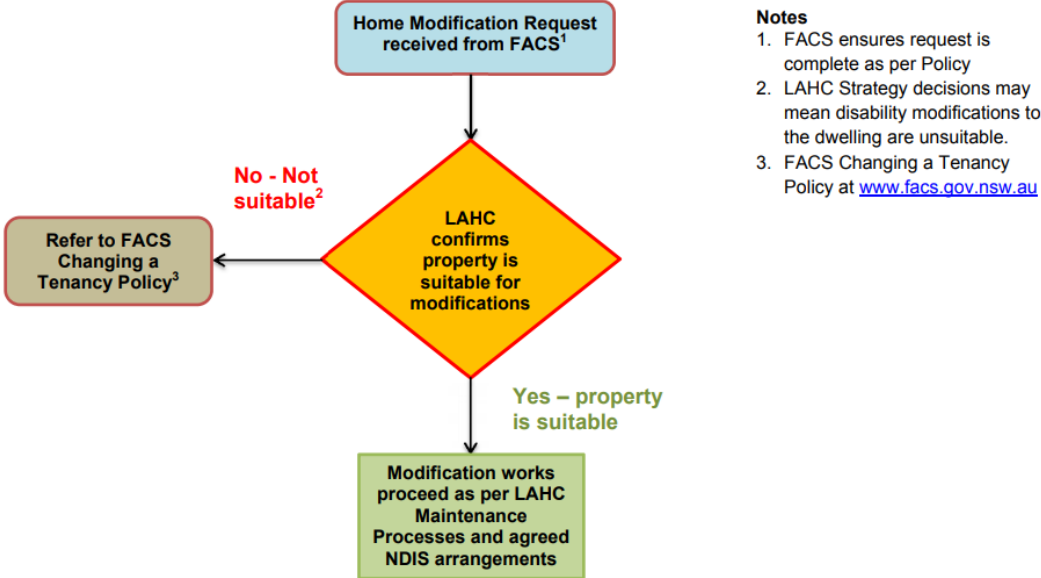 Home Modification Request
received from FACS¹
No - Not
suitable²
Refer to FACS
Changing a
Tenancy Policy³
LAHC
confirms
property is
suitable for
modifications
Yes – property
is suitable
Modification works
proceed as per LAHC
Maintenance
Processes and agreed
NDIS arrangements
Notes
1. FACS ensures request is
complete as per Policy
2. LAHC Strategy decisions may
mean disability modifications to
the dwelling are unsuitable.
3. FACS Changing a Tenancy
Policy at www.facs.gov.nsw.au